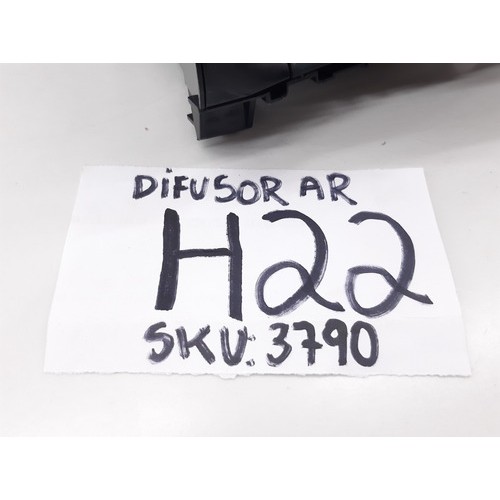 DIFUSOR AR
H22
SKU: 3790